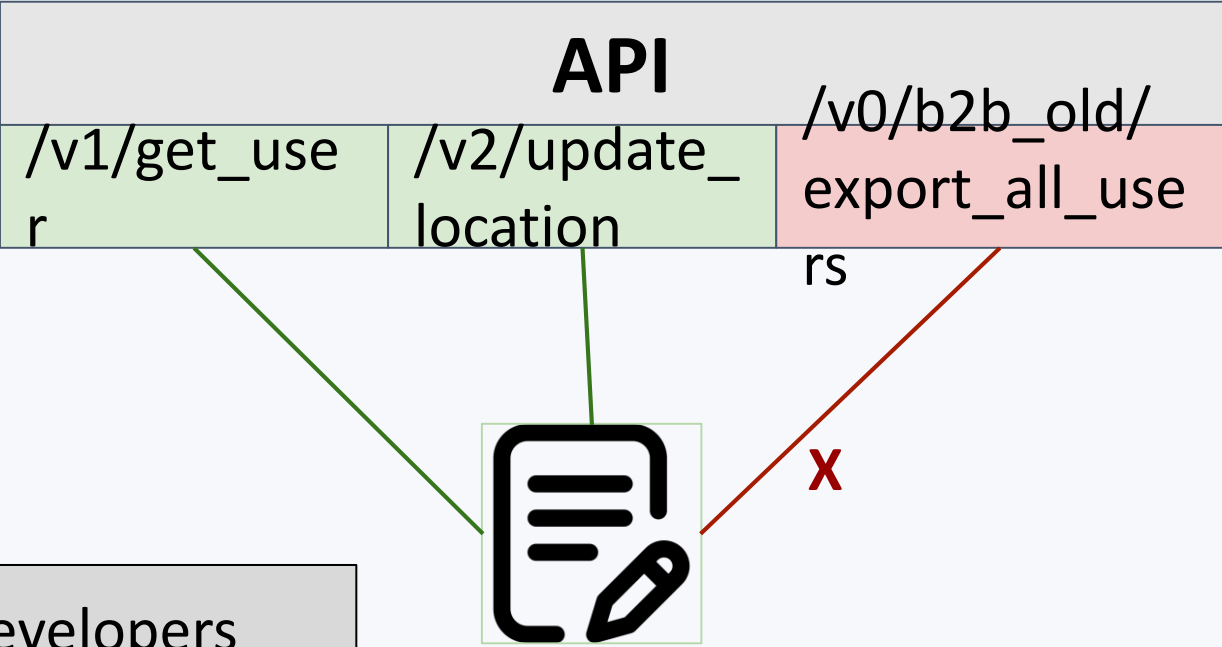 API
/v1/get_use
r
/v2/update_
location
/v0/b2b_old/
export_all_use
rs
X
evelopers